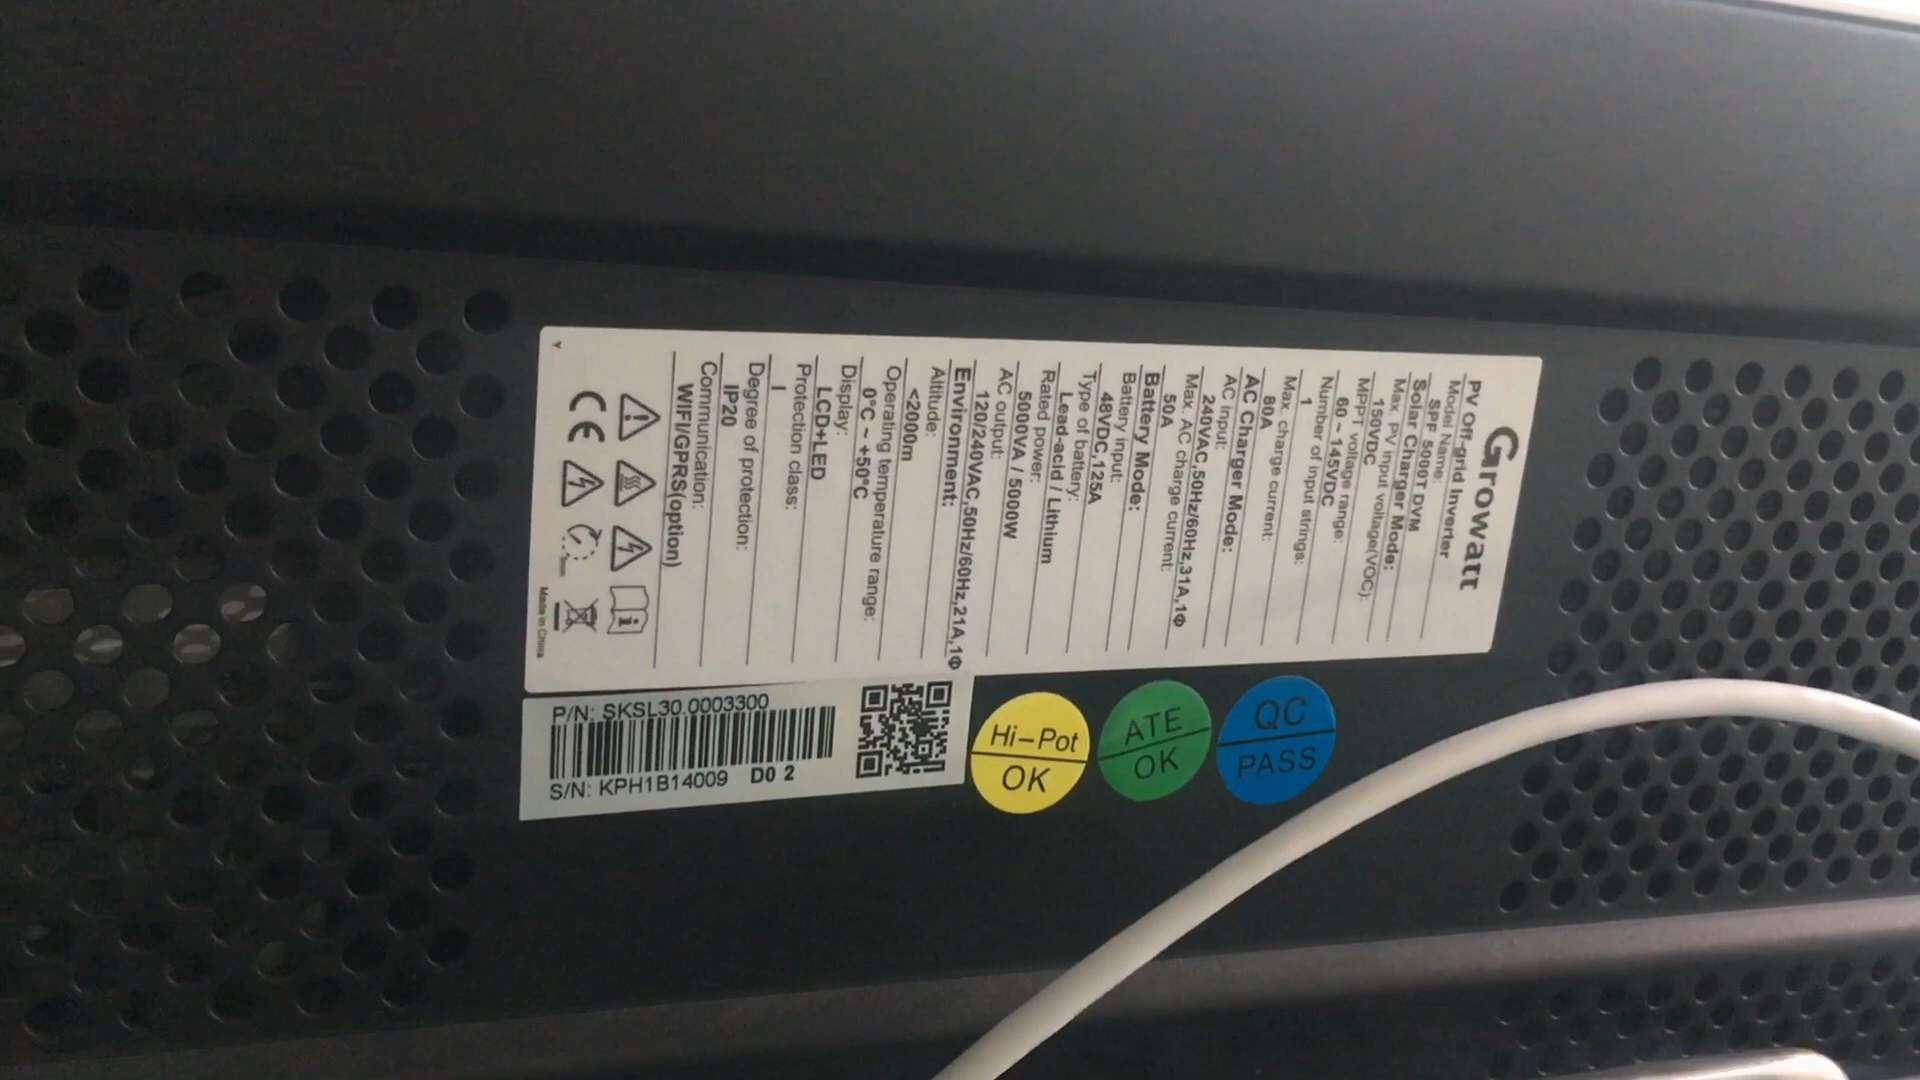 Growatt
PV Off-grid Inverter
Model Name:
SPF 5000T DVM
Solar Charger Mode:
Max. PV input voltage(VOC):
150VDC
MPPT voltage range:
60 ~ 145VDC
Number of input strings:
1
Max. charge current:
80A
AC Charger Mode:
AC input:
240VAC,50Hz/60Hz,31A,1Φ
Max. AC charge current:
50A
Battery Mode:
Battery input:
48VDC,125A
Type of battery:
Lead-acid / Lithium
Rated power:
5000VA / 5000W
AC output:
120/240VAC,50Hz/60Hz,21A,1Φ
Environment:
Altitude:
<2000m
Operating temperature range:
0°C ~ +50°C
Display:
LCD+LED
Protection class:
I
Degree of protection:
IP20
Communication:
WIFI/GPRS(option)
CE
Made in China
P/N: SKSL30.0003300
S/N: KPH1B14009 D0 2
Hi-Pot
OK
ATE
OK
QC
PASS